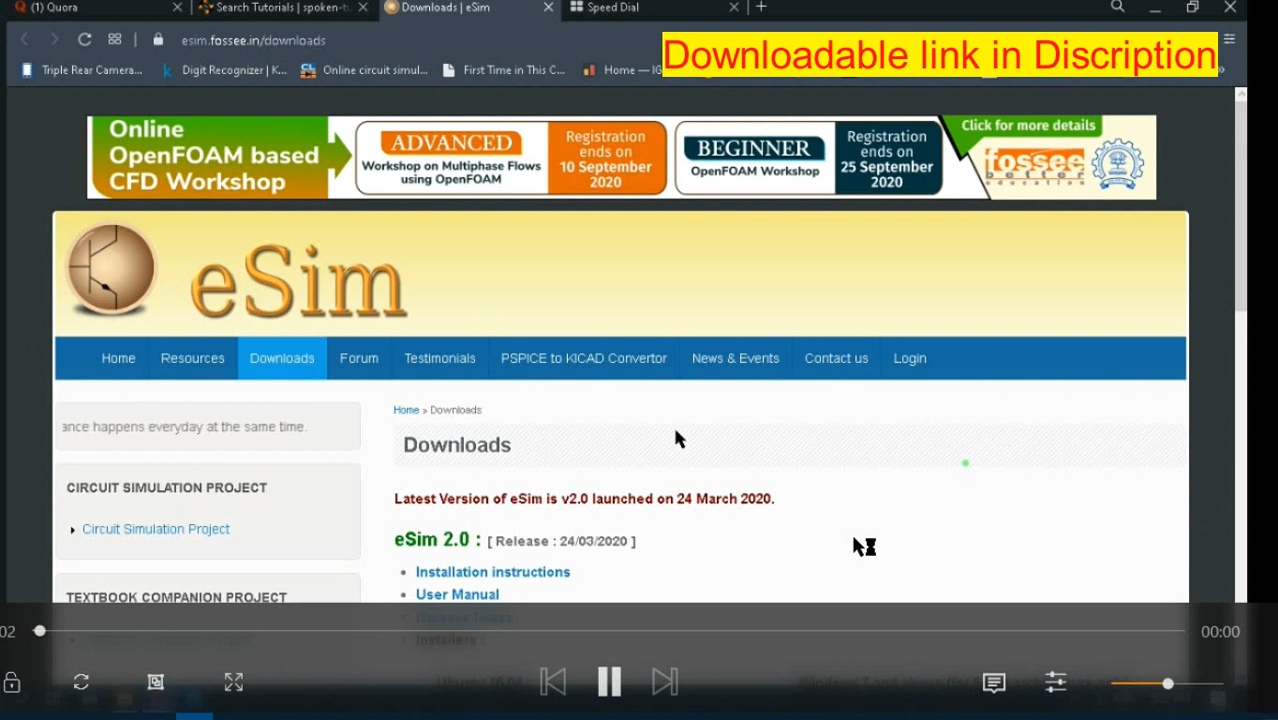 (1) Quora
Search Tutorials | spoken-tu
Downloads | eSim
Speed Dial
esim.fossee.in/downloads
Downloadable link in Discription
Triple Rear Camera...
Digit Recognizer | K...
Online circuit simul...
First Time in This C...
Home — IG
Online
OpenFOAM based
CFD Workshop
ADVANCED
Workshop on Multiphase Flows
using OpenFOAM
Registration
ends on
10 September
2020
BEGINNER
OpenFOAM Workshop
Registration
ends on
25 September
2020
Click for more details
fossee
better
education
eSim
Home Resources Downloads Forum Testimonials PSPICE to KICAD Convertor News & Events Contact us Login
ance happens everyday at the same time.
CIRCUIT SIMULATION PROJECT
Circuit Simulation Project
TEXTBOOK COMPANION PROJECT
Home » Downloads
Downloads
Latest Version of eSim is v2.0 launched on 24 March 2020.
eSim 2.0 : [ Release : 24/03/2020 ]
Installation instructions
User Manual
Installers :
02
00:00